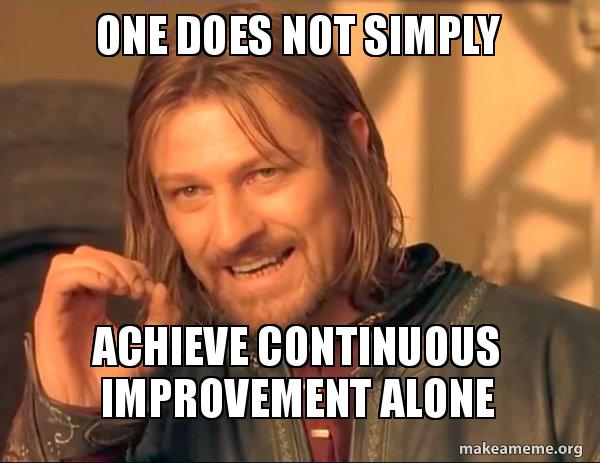 ONE DOES NOT SIMPLY
ACHIEVE CONTINUOUS
IMPROVEMENT ALONE
makeameme.org